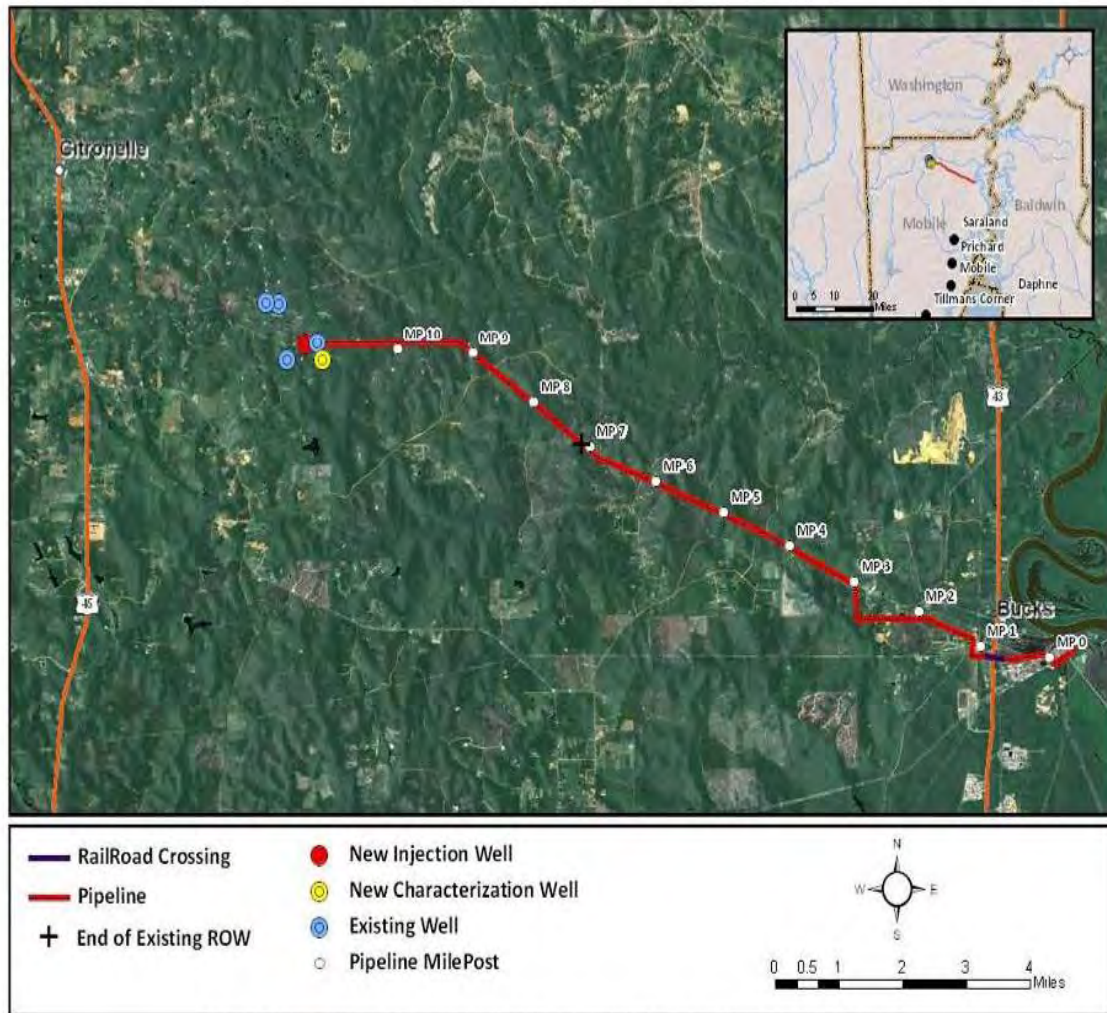 Citronelle
45
MP 10
MP 9
MP 8
MP 7
MP 6
MP 5
MP 4
MP 3
MP 2
Bucks
MP 1
MP 0
43
Washington
Baldwin
Mobile
Saraland
Prichard
Mobile
Daphne
Tillmans Corner
0 5 10 20
Miles
RailRoad Crossing
Pipeline
End of Existing ROW
New Injection Well
New Characterization Well
Existing Well
Pipeline MilePost
N
W E
S
0 0.5 1 2 3 4
Miles